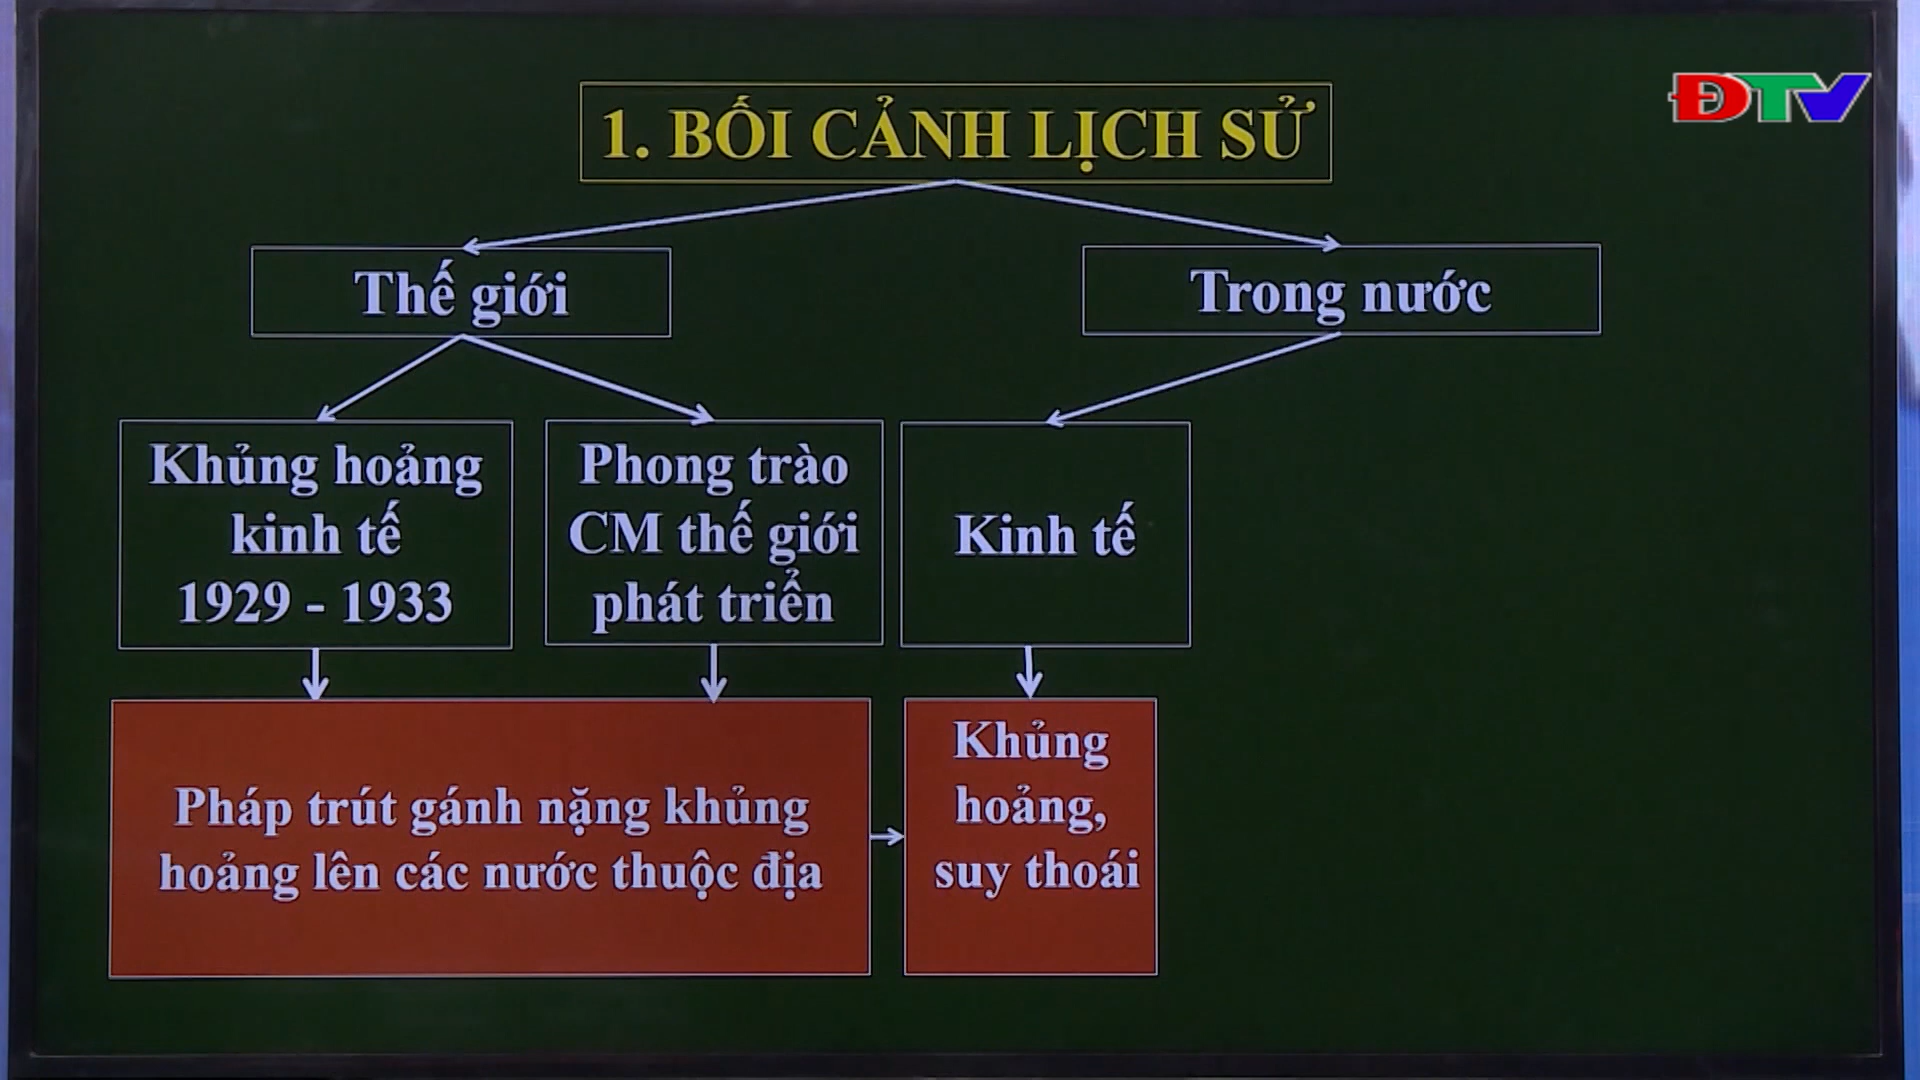 ĐTV
1. BỐI CẢNH LỊCH SỬ
Thế giới
Trong nước
Khủng hoảng
kinh tế
1929 - 1933
Phong trào
CM thế giới
phát triển
Kinh tế
Pháp trút gánh nặng khủng
hoảng lên các nước thuộc địa
Khủng
hoảng,
suy thoái